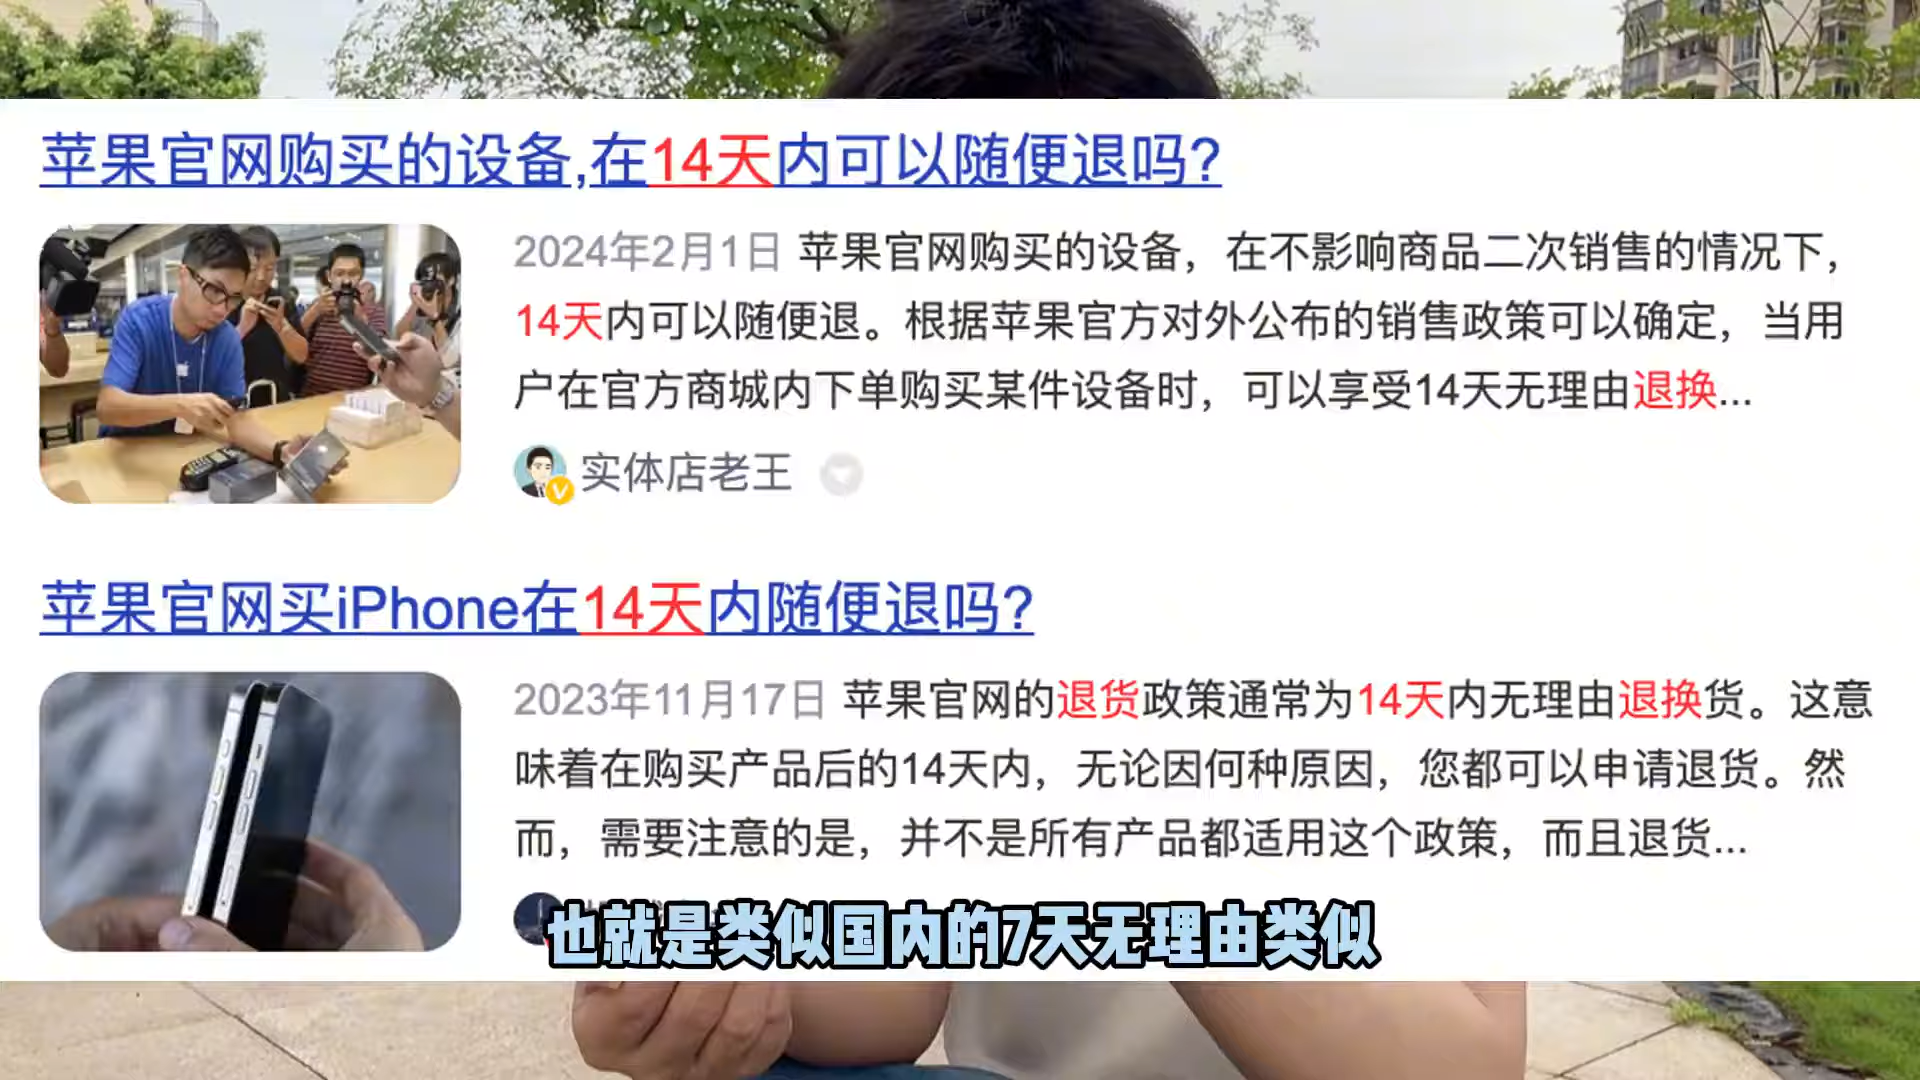 苹果官网购买的设备,在14天内可以随便退吗?
2024年2月1日 苹果官网购买的设备，在不影响商品二次销售的情况下，
14天内可以随便退。根据苹果官方对外公布的销售政策可以确定，当用
户在官方商城内下单购买某件设备时，可以享受14天无理由退换...
实体店老王
苹果官网买iPhone在14天内随便退吗?
2023年11月17日 苹果官网的退货政策通常为14天内无理由退换货。这意
味着在购买产品后的14天内，无论因何种原因，您都可以申请退货。然
而，需要注意的是，并不是所有产品都适用这个政策，而且退货...
也就是类似国内的7天无理由类似